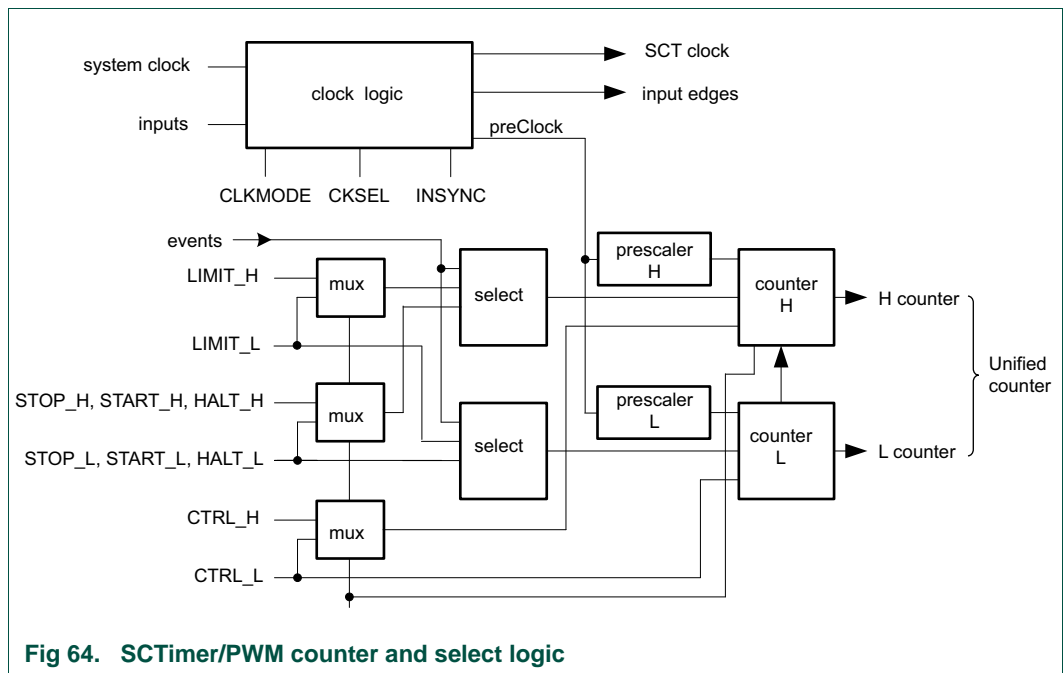 system clock
inputs
clock logic
SCT clock
input edges
preClock
CLKMODE CKSEL INSYNC
events
LIMIT_H
mux
LIMIT_L
select
prescaler
H
counter
H
H counter
STOP_H, START_H, HALT_H
mux
STOP_L, START_L, HALT_L
select
prescaler
L
counter
L
L counter
Unified
counter
CTRL_H
mux
CTRL_L
Fig 64. SCTimer/PWM counter and select logic